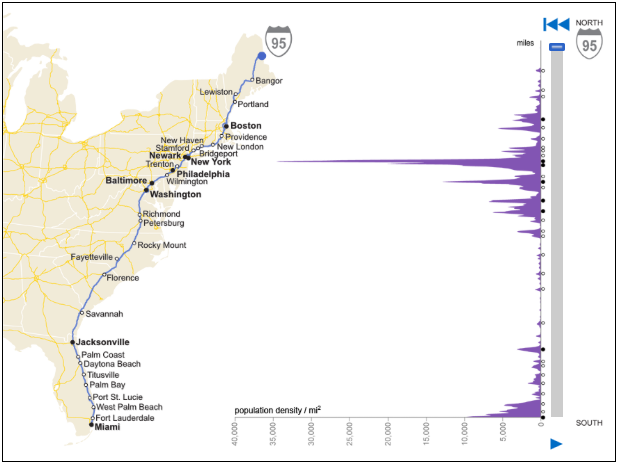 NORTH
95
95
miles
Bangor
Lewiston
Portland
Boston
Providence
New Haven
New London
Stamford
Bridgeport
Newark
New York
Trenton
Philadelphia
Baltimore
Wilmington
Washington
Richmond
Petersburg
Rocky Mount
Fayetteville
Florence
Savannah
Jacksonville
Palm Coast
Daytona Beach
Titusville
Palm Bay
Port St. Lucie
West Palm Beach
Fort Lauderdale
Miami
population density / mi²
SOUTH
40,000
35,000
30,000
25,000
20,000
15,000
10,000
5,000
0